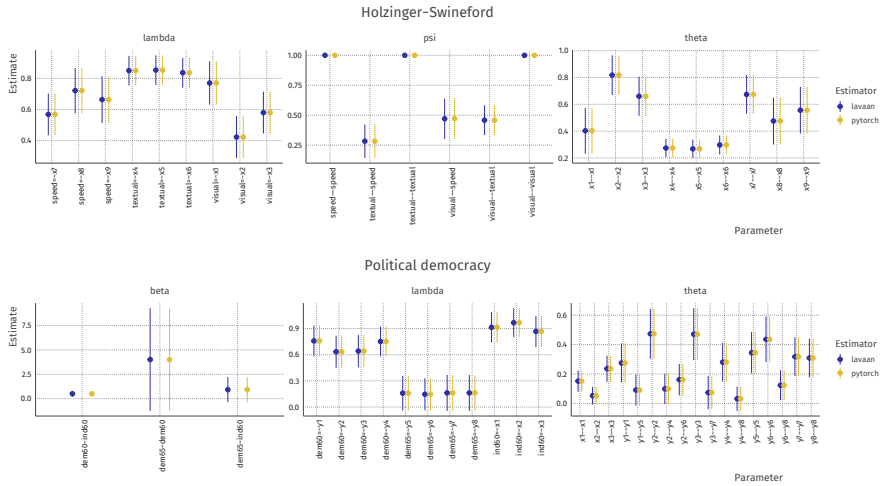 Holzinger-Swineford
lambda
psi
theta
Estimate
0.8
0.6
0.4
1.00
0.75
0.50
0.25
1.0
0.8
0.6
0.4
0.2
Estimator
lavaan
pytorch
speed=~x7
speed=~x8
speed=~x9
textual=~x4
textual=~x5
textual=~x6
visual=~x1
visual=~x2
visual=~x3
speed~~speed
textual~~speed
textual~~textual
visual~~speed
visual~~textual
visual~~visual
x1~~x1
x2~~x2
x3~~x3
x4~~x4
x5~~x5
x6~~x6
x7~~x7
x8~~x8
x9~~x9
Parameter
Political democracy
beta
lambda
theta
Estimate
7.5
5.0
2.5
0.0
0.9
0.6
0.3
0.0
0.6
0.4
0.2
0.0
Estimator
lavaan
pytorch
dem60~ind60
dem65~dem60
dem65~ind60
dem60=~y1
dem60=~y2
dem60=~y3
dem60=~y4
dem65=~y5
dem65=~y6
dem65=~y7
dem65=~y8
ind60=~x1
ind60=~x2
ind60=~x3
x1~~x1
x2~~x2
x3~~x3
y1~~y1
y1~~y5
y2~~y2
y2~~y4
y2~~y6
y3~~y3
y3~~y7
y4~~y4
y4~~y8
y5~~y5
y6~~y6
y6~~y8
y7~~y7
y8~~y8
Parameter